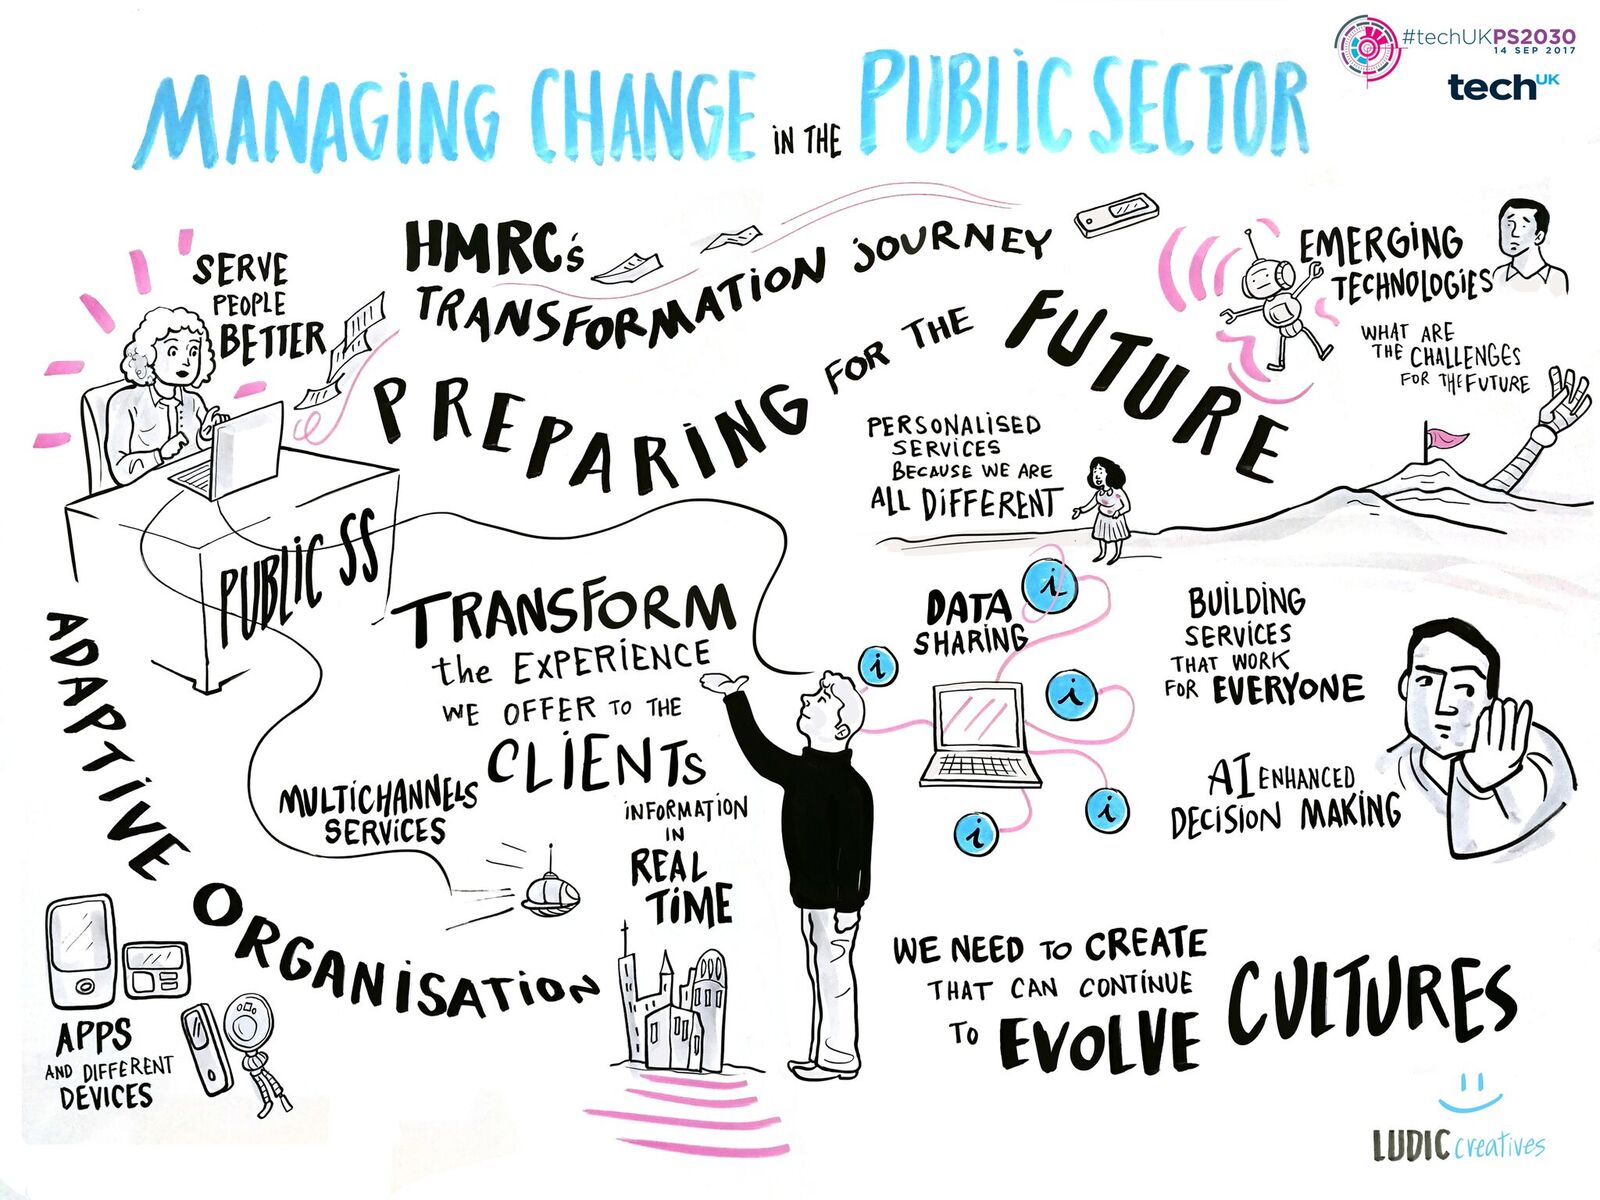 #techUKPS2030
14 SEP 2017
techUK
MANAGING CHANGE IN THE PUBLIC SECTOR
SERVE
PEOPLE
BETTER
HMRC's
TRANSFORMATION JOURNEY
PREPARING FOR THE FUTURE
EMERGING
TECHNOLOGIES
WHAT ARE
THE CHALLENGES
FOR THE FUTURE
PERSONALISED
SERVICES
BECAUSE WE ARE
ALL DIFFERENT
PUBLIC SS
TRANSFORM
the EXPERIENCE
WE OFFER TO THE
CLIENTS
DATA
SHARING
i
i
i
i
i
BUILDING
SERVICES
THAT WORK
FOR EVERYONE
AI ENHANCED
DECISION MAKING
ADAPTIVE ORGANISATION
MULTICHANNELS
SERVICES
INFORMATION
IN
REAL
TIME
APPS
AND DIFFERENT
DEVICES
WE NEED TO CREATE
THAT CAN CONTINUE
TO EVOLVE CULTURES
LUDIC creatives